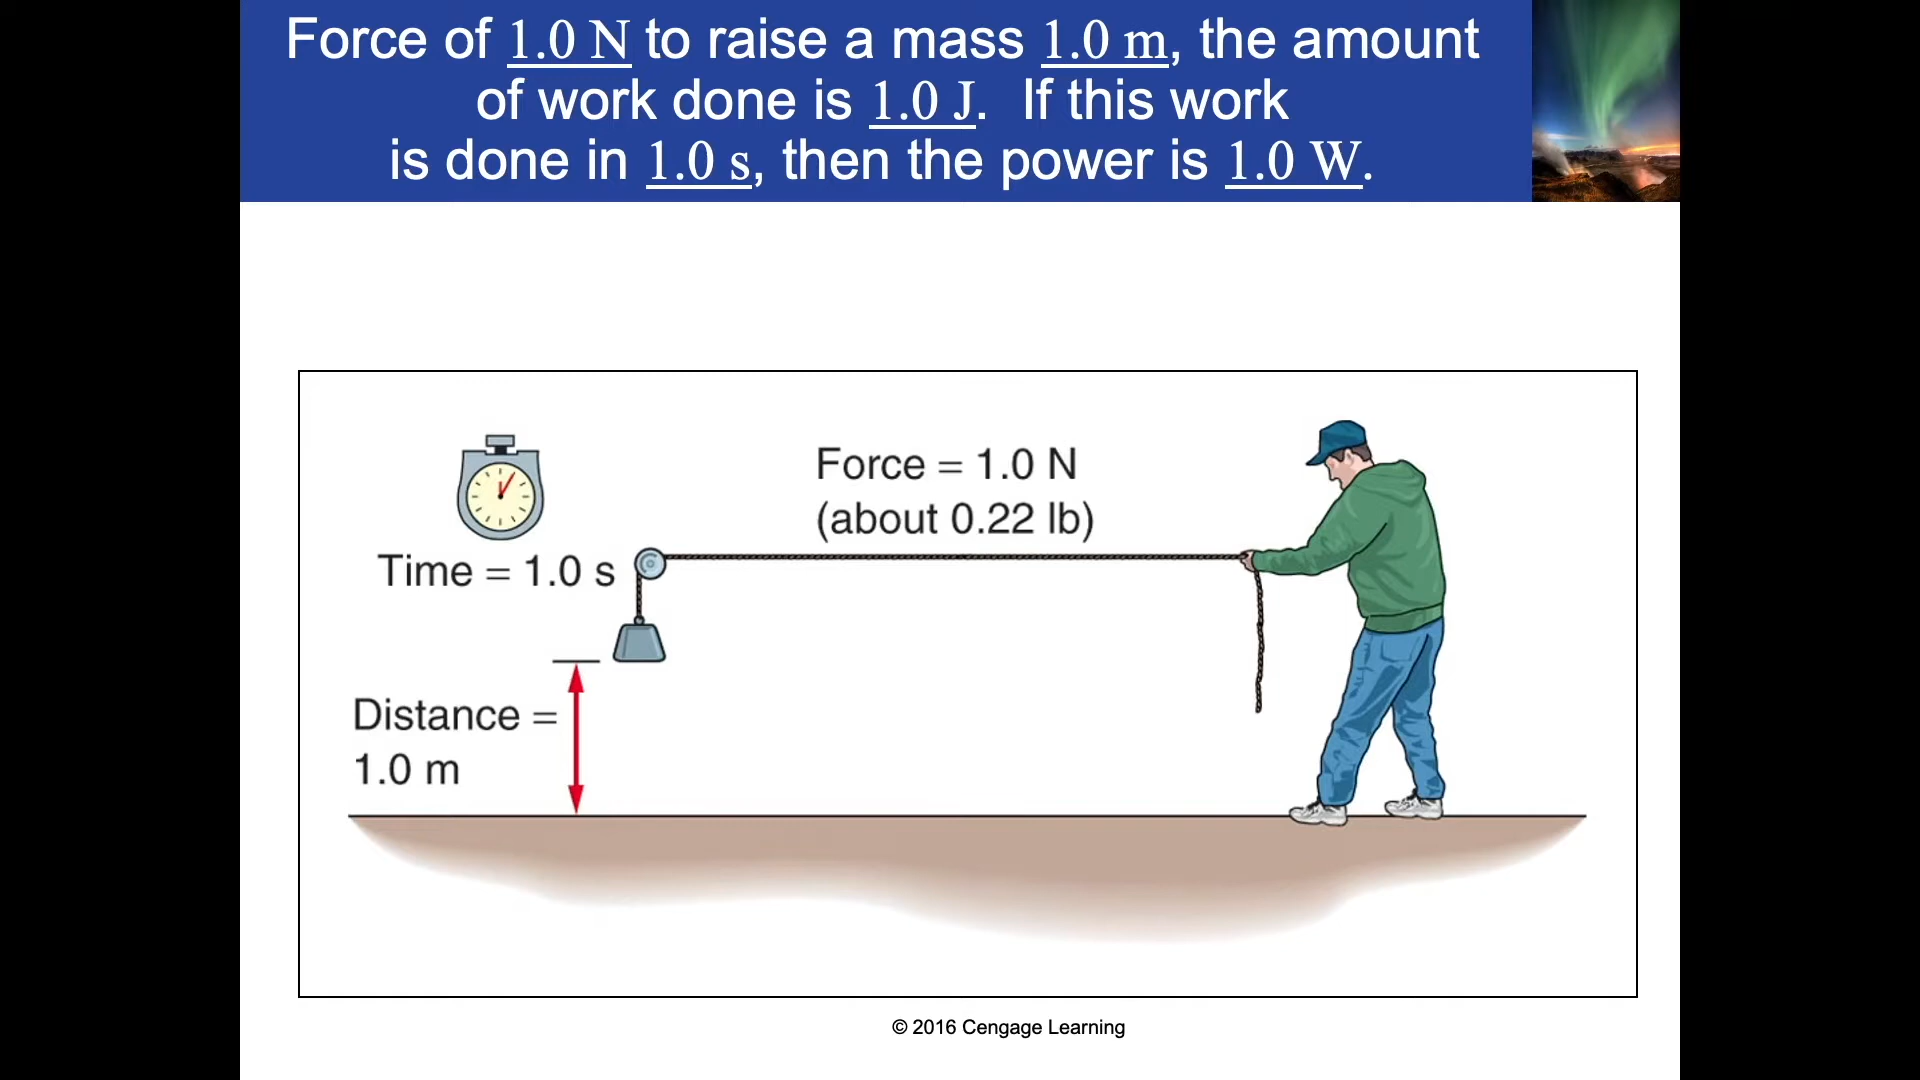 Force of 1.0 N to raise a mass 1.0 m, the amount
of work done is 1.0 J. If this work
is done in 1.0 s, then the power is 1.0 W.
Force = 1.0 N
(about 0.22 lb)
Time = 1.0 s
Distance =
1.0 m
© 2016 Cengage Learning